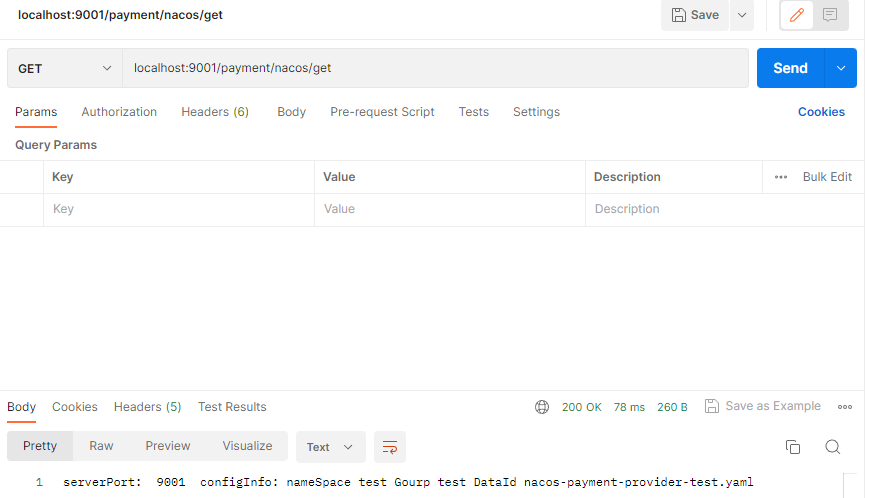 localhost:9001/payment/nacos/get
Save
GET localhost:9001/payment/nacos/get Send
Params Authorization Headers (6) Body Pre-request Script Tests Settings Cookies
Query Params
Key Value Description Bulk Edit
Key Value Description
Body Cookies Headers (5) Test Results 200 OK 78 ms 260 B Save as Example
Pretty Raw Preview Visualize Text
1 serverPort: 9001 configInfo: nameSpace test Gourp test DataId nacos-payment-provider-test.yaml